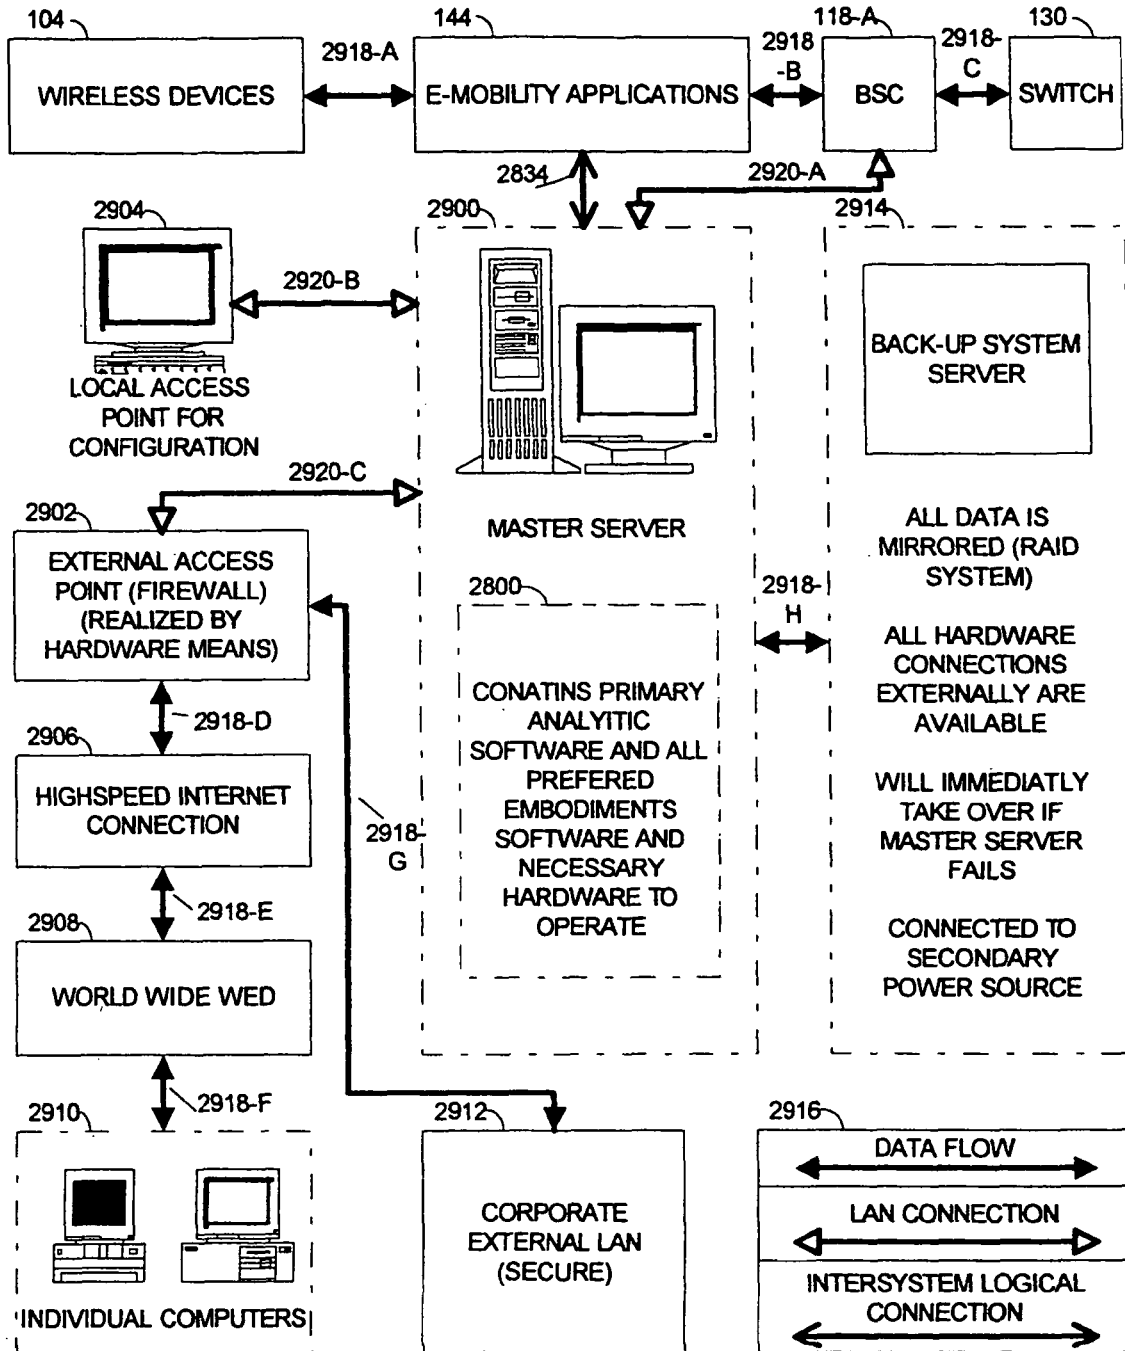 104
144
118-A
130
2918-A
2918
-B
2918-
C
WIRELESS DEVICES
E-MOBILITY APPLICATIONS
BSC
SWITCH
2834
2920-A
2904
2900
2914
2920-B
LOCAL ACCESS
POINT FOR
CONFIGURATION
BACK-UP SYSTEM
SERVER
2920-C
MASTER SERVER
2902
EXTERNAL ACCESS
POINT (FIREWALL)
(REALIZED BY
HARDWARE MEANS)
ALL DATA IS
MIRRORED (RAID
SYSTEM)
ALL HARDWARE
CONNECTIONS
EXTERNALLY ARE
AVAILABLE
WILL IMMEDIATLY
TAKE OVER IF
MASTER SERVER
FAILS
CONNECTED TO
SECONDARY
POWER SOURCE
2800
2918-
H
CONATINS PRIMARY
ANALYITIC
SOFTWARE AND ALL
PREFERED
EMBODIMENTS
SOFTWARE AND
NECESSARY
HARDWARE TO
OPERATE
2918-D
2906
HIGHSPEED INTERNET
CONNECTION
2918-
G
2918-E
2908
WORLD WIDE WED
2918-F
2910
INDIVIDUAL COMPUTERS
2912
CORPORATE
EXTERNAL LAN
(SECURE)
2916
DATA FLOW
LAN CONNECTION
INTERSYSTEM LOGICAL
CONNECTION